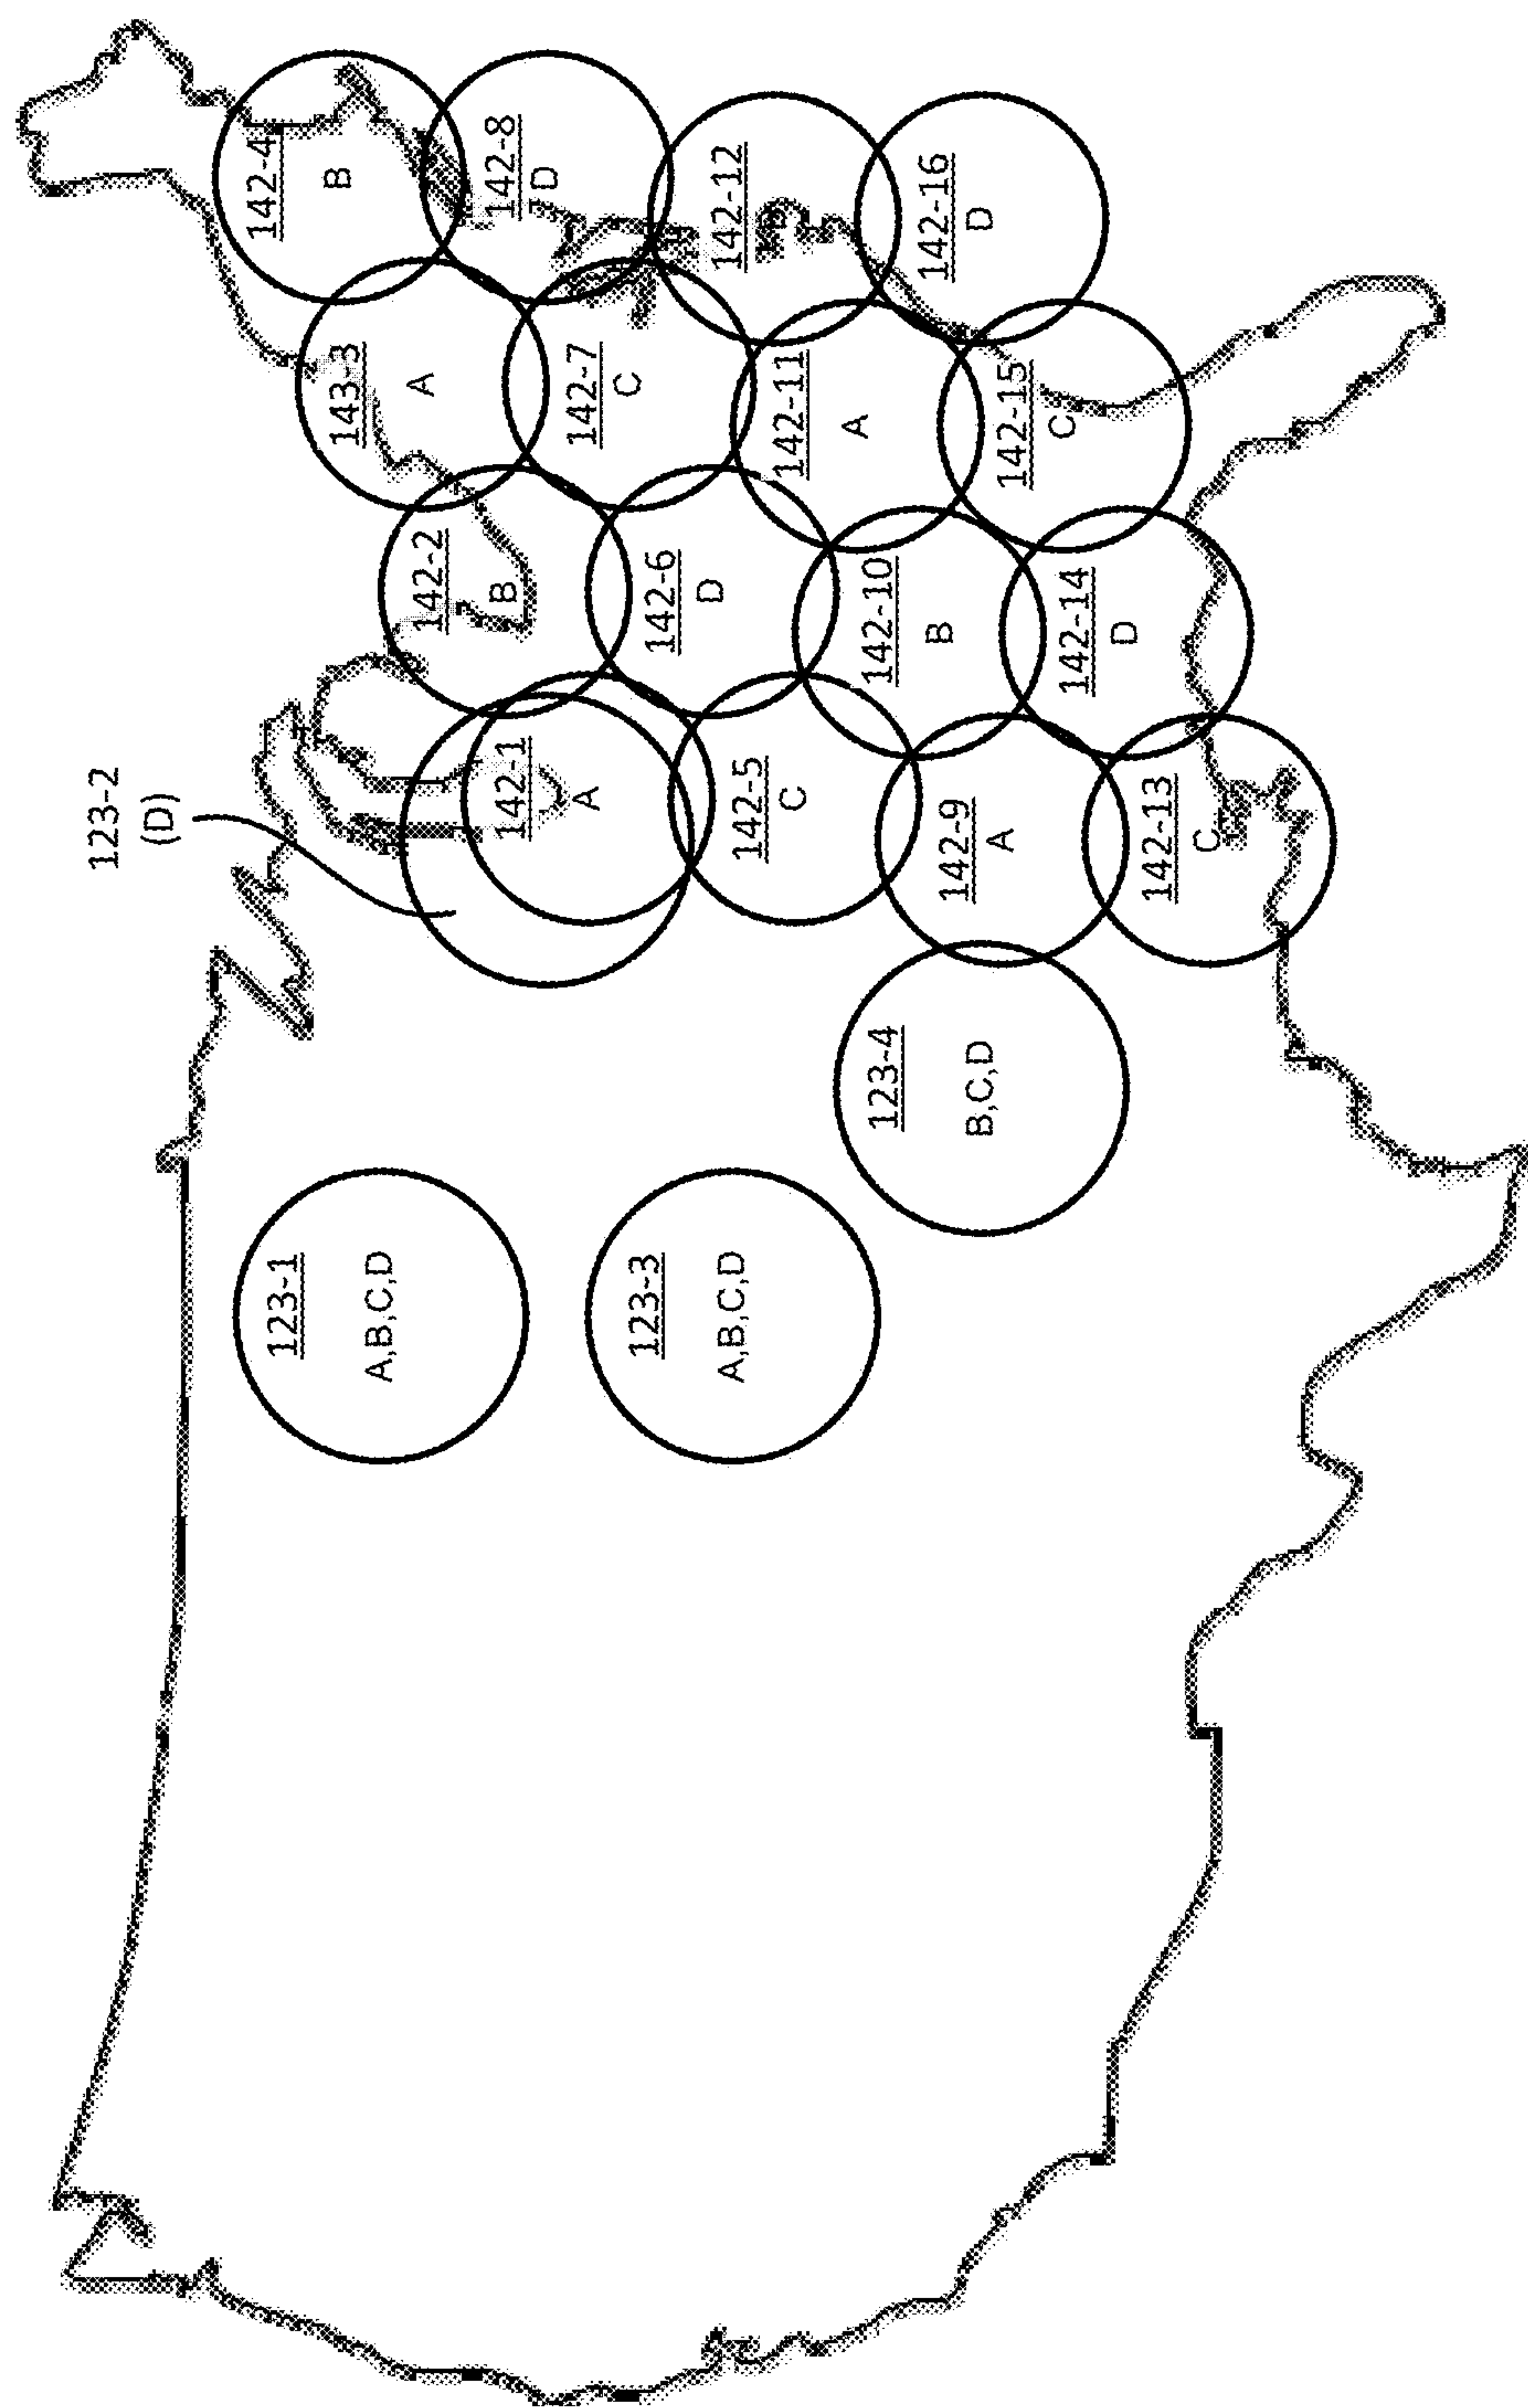 123-2
(D)
123-1
A,B,C,D
142-1
A
142-2
B
143-3
A
142-4
B
123-3
A,B,C,D
142-5
C
142-6
D
142-7
C
142-8
D
123-4
B,C,D
142-9
A
142-10
B
142-11
A
142-12
142-13
C
142-14
D
142-15
C
142-16
D